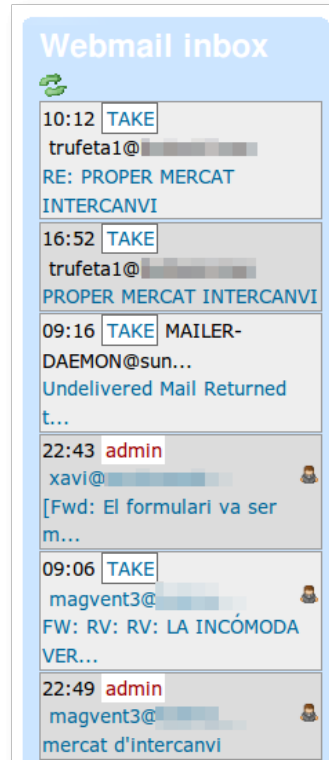 Webmail inbox
10:12 TAKE
trufeta1@
RE: PROPER MERCAT
INTERCANVI
16:52 TAKE
trufeta1@
PROPER MERCAT INTERCANVI
09:16 TAKE MAILER-
DAEMON@sun...
Undelivered Mail Returned
t...
22:43 admin
xavi@
[Fwd: El formulari va ser
m...
09:06 TAKE
magvent3@
FW: RV: RV: LA INCÓMODA
VER...
22:49 admin
magvent3@
mercat d'intercanvi